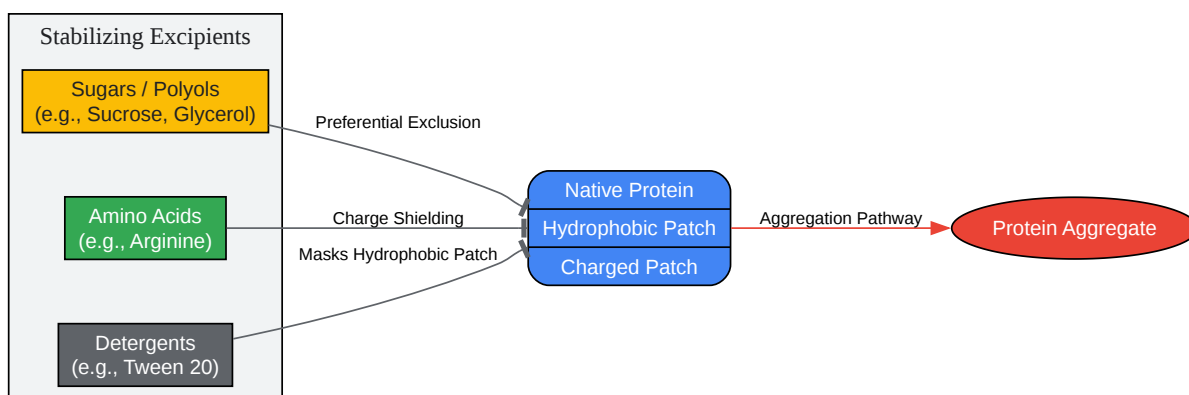 Stabilizing Excipients
Sugars / Polyols
(e.g., Sucrose, Glycerol)
Amino Acids
(e.g., Arginine)
Detergents
(e.g., Tween 20)
Preferential Exclusion
Charge Shielding
Masks Hydrophobic Patch
Native Protein
Hydrophobic Patch
Charged Patch
Aggregation Pathway
Protein Aggregate